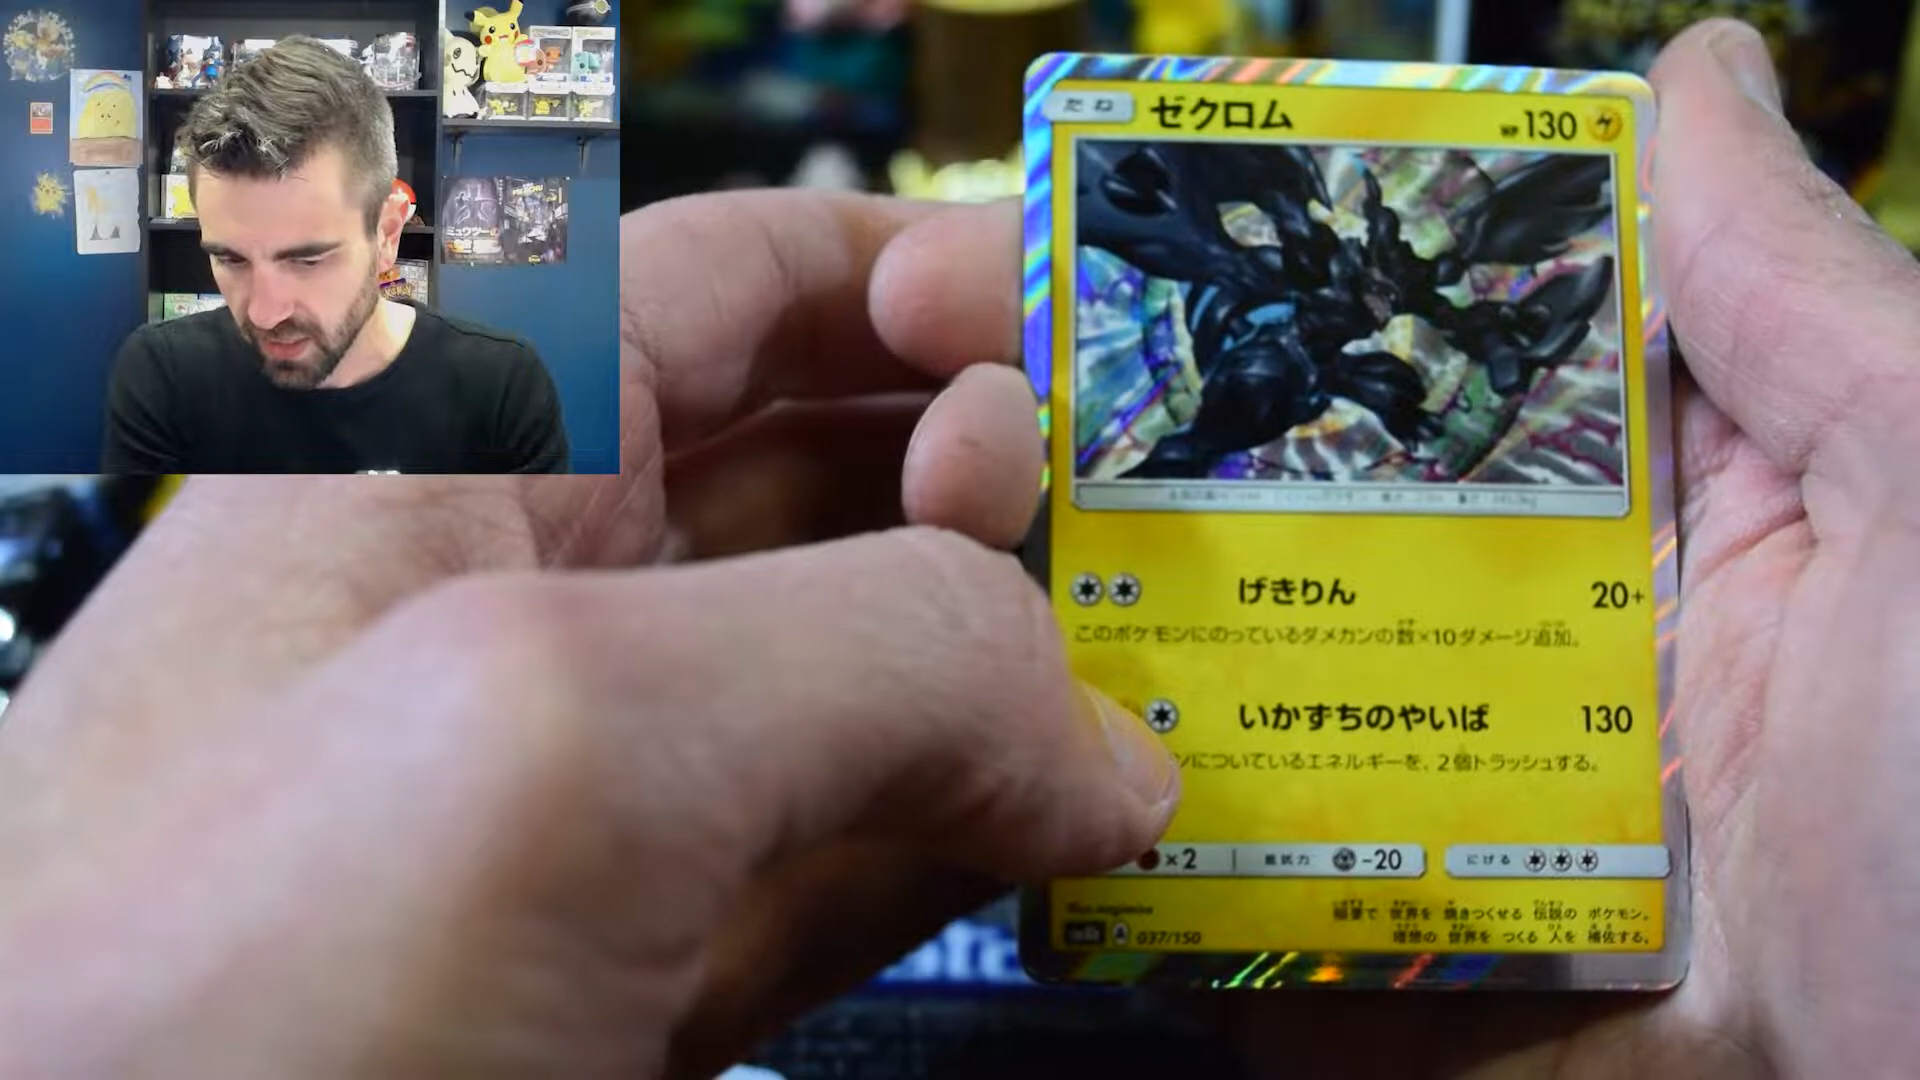 たね ゼクロム HP130
げきりん 20+
このポケモンにのっているダメカンの数×10ダメージ追加。
いかずちのやいば 130
ンについているエネルギーを、2個トラッシュする。
×2 抵抗力 -20 にげる
稲妻で 世界を 焼きつくせる 伝説の ポケモン。
理想の 世界を つくる 人を 補佐する。
037/150